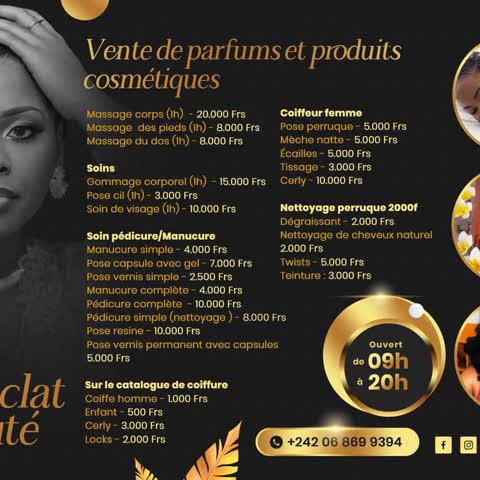 Vente de parfums et produits
cosmétiques
Massage corps (1h) - 20.000 Frs
Massage des pieds (1h) - 8.000 Frs
Massage du dos (1h) - 8.000 Frs
Soins
Gommage corporel (1h) - 15.000 Frs
Pose cil (1h) - 3.000 Frs
Soin de visage (1h) - 10.000 Frs
Soin pédicure/Manucure
Manucure simple - 4.000 Frs
Pose capsule avec gel - 7.000 Frs
Pose vernis simple - 2.500 Frs
Manucure complète - 4.000 Frs
Pédicure complète - 10.000 Frs
Pédicure simple (nettoyage ) - 8.000 Frs
Pose resine - 10.000 Frs
Pose vernis permanent avec capsules
5.000 Frs
Sur le catalogue de coiffure
Coiffe homme - 1.000 Frs
Enfant - 500 Frs
Cerly - 3.000 Frs
Locks - 2.000 Frs
Coiffeur femme
Pose perruque - 5.000 Frs
Mèche natte - 5.000 Frs
Écailles - 5.000 Frs
Tissage - 3.000 Frs
Cerly - 10.000 Frs
Nettoyage perruque 2000f
Dégraissant - 2.000 Frs
Nettoyage de cheveux naturel
2.000 Frs
Twists - 5.000 Frs
Teinture : 3.000 Frs
Ouvert
de 09h
à 20h
clat
té
+242 06 869 9394